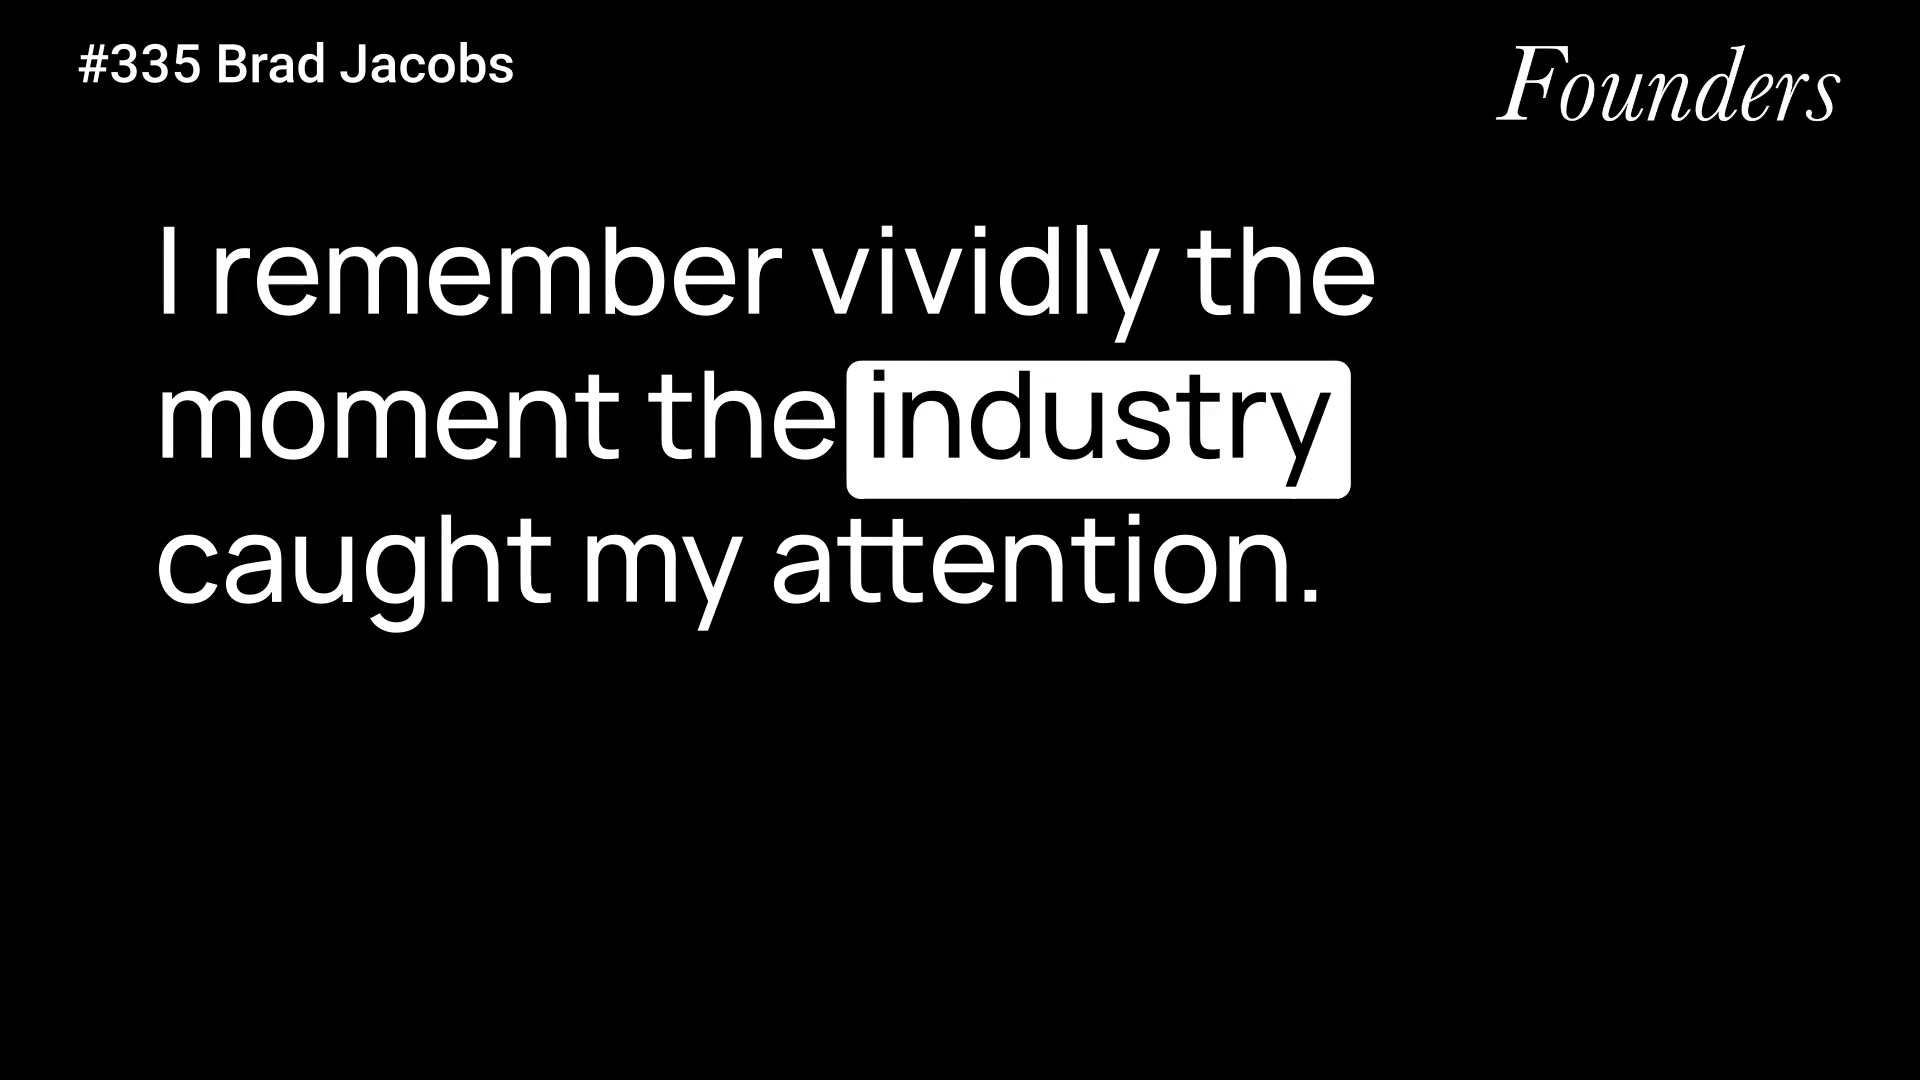 #335 Brad Jacobs
Founders
I remember vividly the
moment the industry
caught my attention.